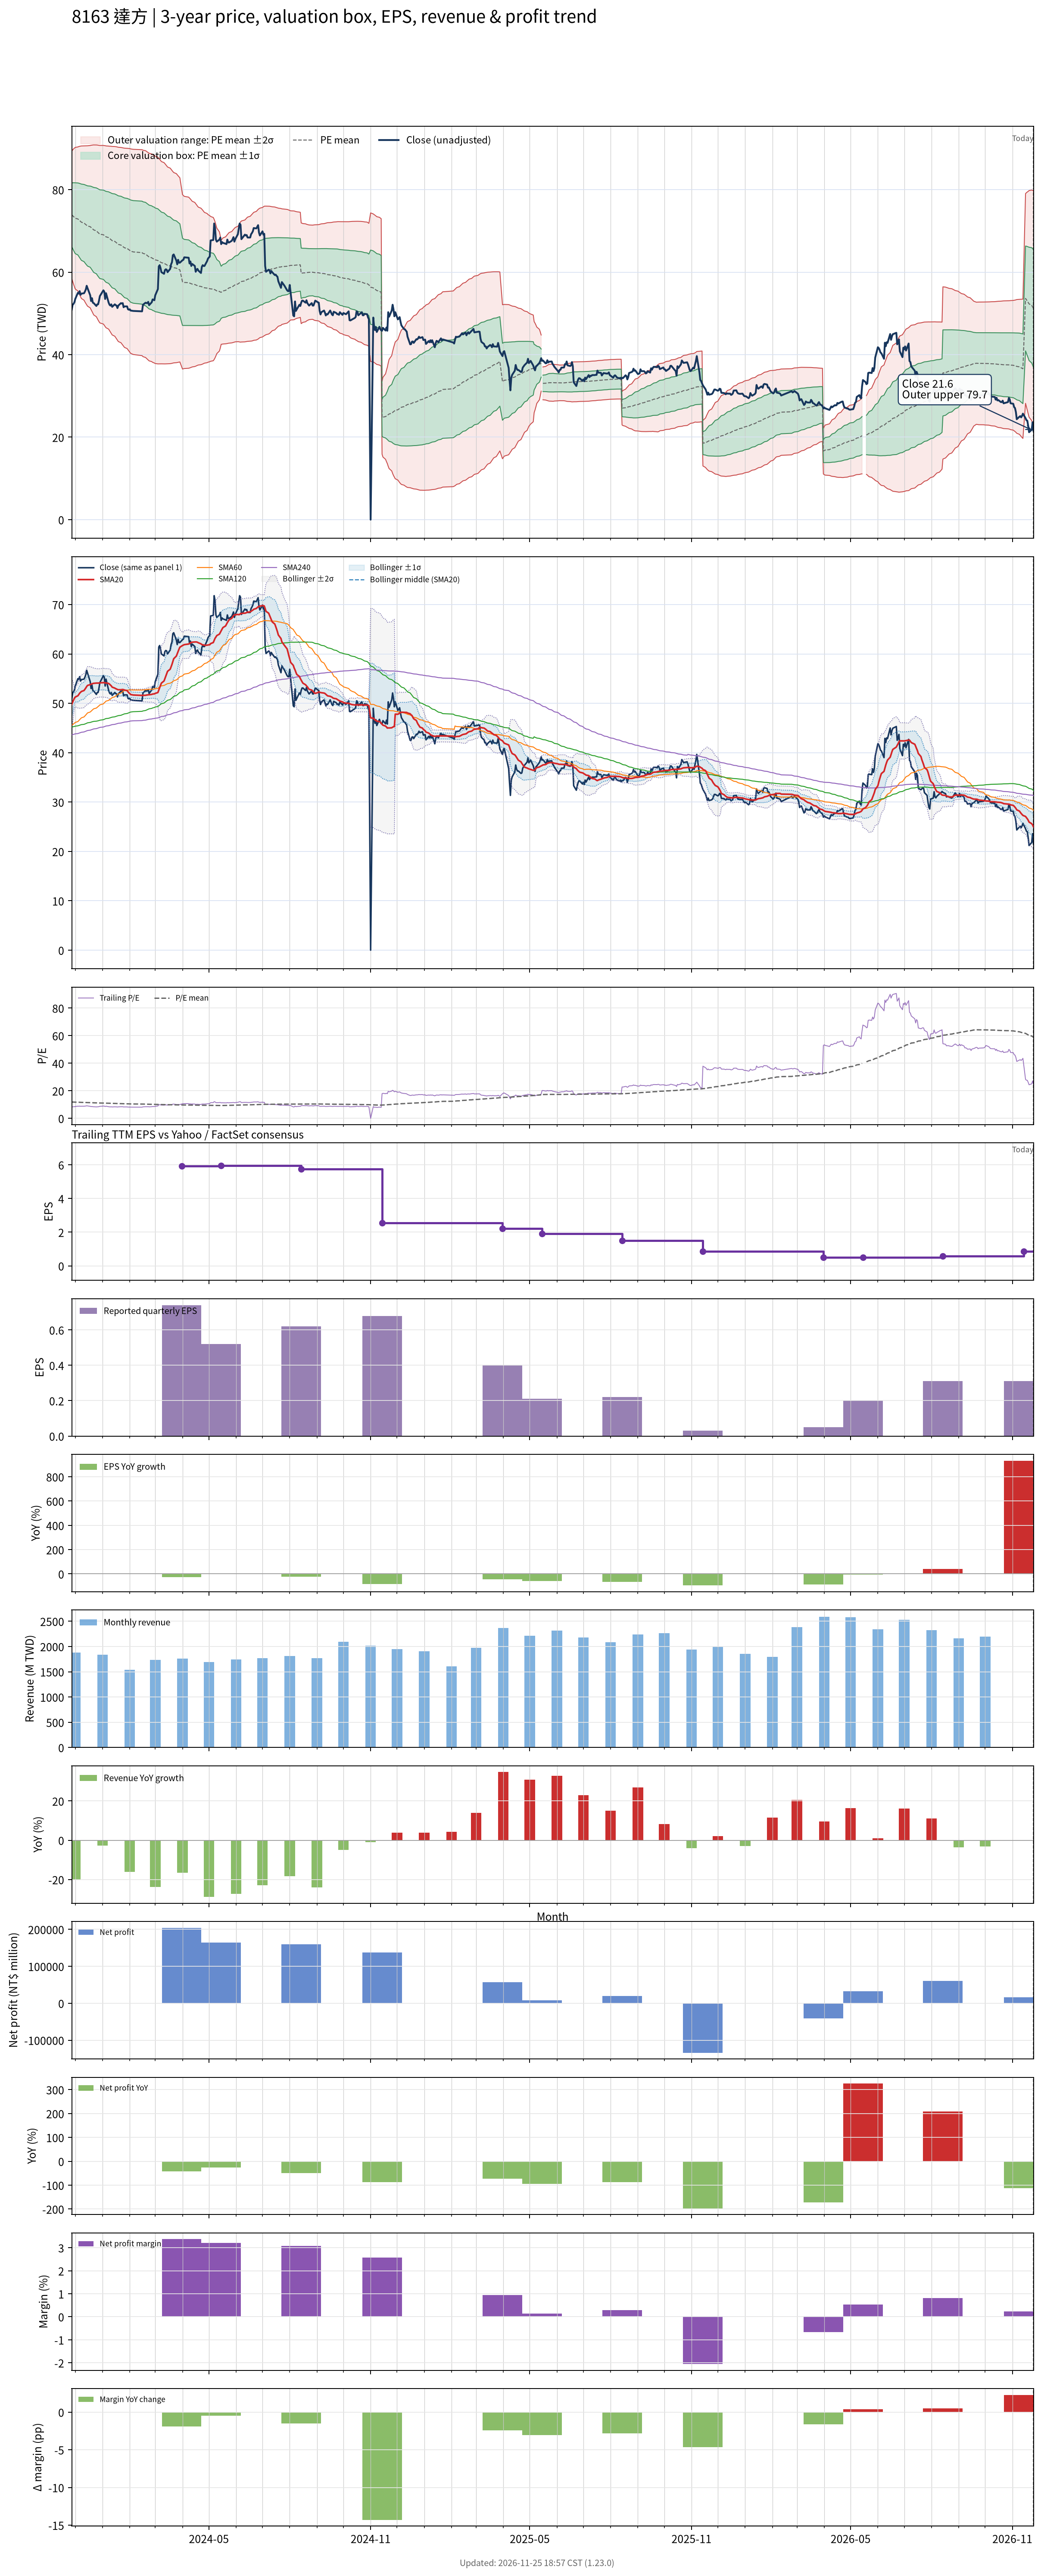 8163 達方 | 3-year price, valuation box, EPS, revenue & profit trend
Outer valuation range: PE mean ±2σ
PE mean
Close (unadjusted)
Core valuation box: PE mean ±1σ
Today
Price (TWD)
80
60
40
20
0
Close 21.6
Outer upper 79.7
Close (same as panel 1)
SMA20
SMA60
SMA120
SMA240
Bollinger ±2σ
Bollinger ±1σ
Bollinger middle (SMA20)
Price
70
60
50
40
30
20
10
0
Trailing P/E
P/E mean
P/E
80
60
40
20
0
Trailing TTM EPS vs Yahoo / FactSet consensus
Today
EPS
6
4
2
0
Reported quarterly EPS
EPS
0.6
0.4
0.2
0.0
EPS YoY growth
YoY (%)
800
600
400
200
0
Monthly revenue
Revenue (M TWD)
2500
2000
1500
1000
500
0
Revenue YoY growth
YoY (%)
20
0
-20
Month
Net profit
Net profit (NT$ million)
200000
100000
0
-100000
Net profit YoY
YoY (%)
300
200
100
0
-100
-200
Net profit margin
Margin (%)
3
2
1
0
-1
-2
Margin YoY change
Δ margin (pp)
0
-5
-10
-15
2024-05
2024-11
2025-05
2025-11
2026-05
2026-11
Updated: 2026-11-25 18:57 CST (1.23.0)